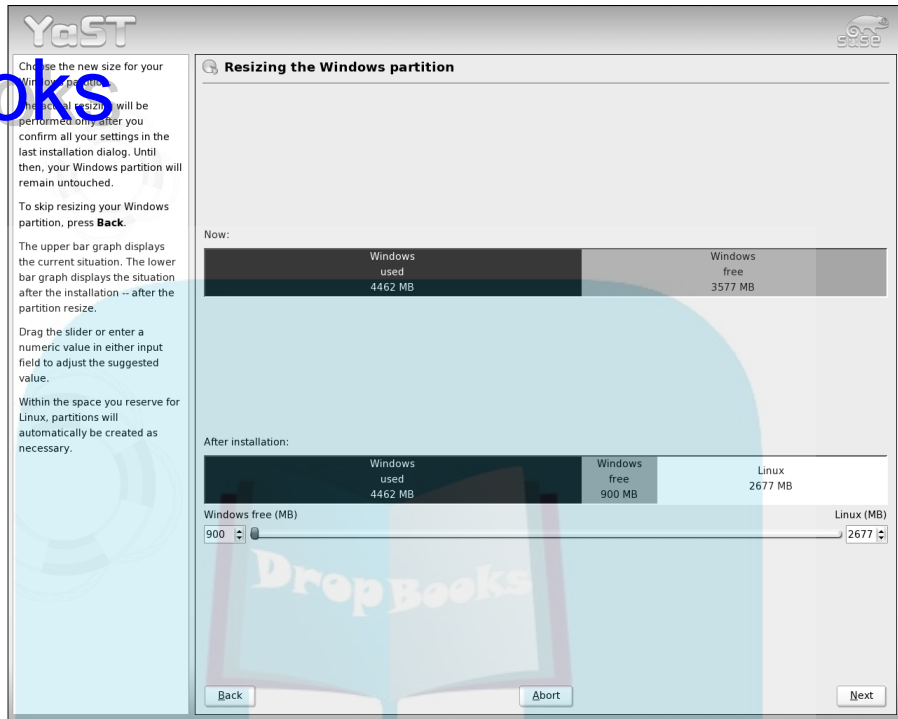 YaST
suse
oks
Choose the new size for your
Windows partition.
The actual resizing will be
performed only after you
confirm all your settings in the
last installation dialog. Until
then, your Windows partition will
remain untouched.
To skip resizing your Windows
partition, press Back.
The upper bar graph displays
the current situation. The lower
bar graph displays the situation
after the installation -- after the
partition resize.
Drag the slider or enter a
numeric value in either input
field to adjust the suggested
value.
Within the space you reserve for
Linux, partitions will
automatically be created as
necessary.
Resizing the Windows partition
Now:
Windows
used
4462 MB
Windows
free
3577 MB
After installation:
Windows
used
4462 MB
Windows
free
900 MB
Linux
2677 MB
Windows free (MB)
Linux (MB)
900
2677
DropBooks
Back
Abort
Next